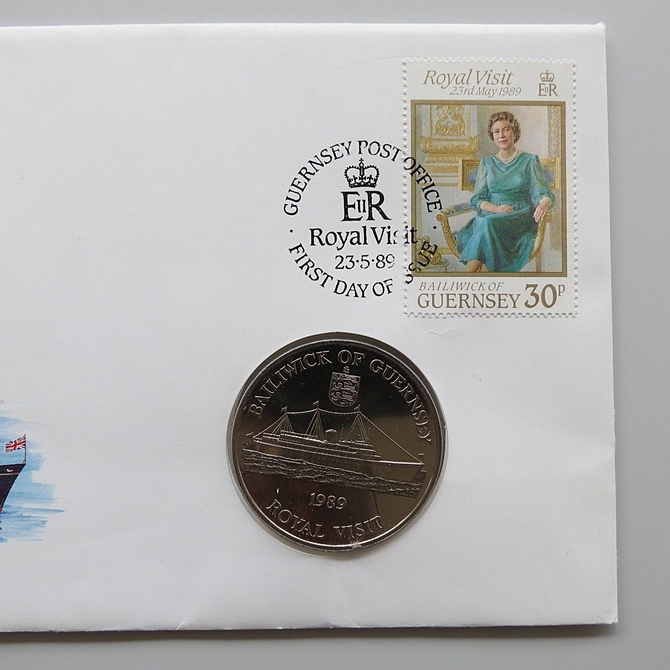 Royal Visit
23rd May 1989
EIIR
BAILIWICK OF
GUERNSEY 30p
GUERNSEY POST OFFICE
EIIR
Royal Visit
23·5·89
FIRST DAY OF ISSUE
BAILIWICK OF GUERNSEY
1989
ROYAL VISIT